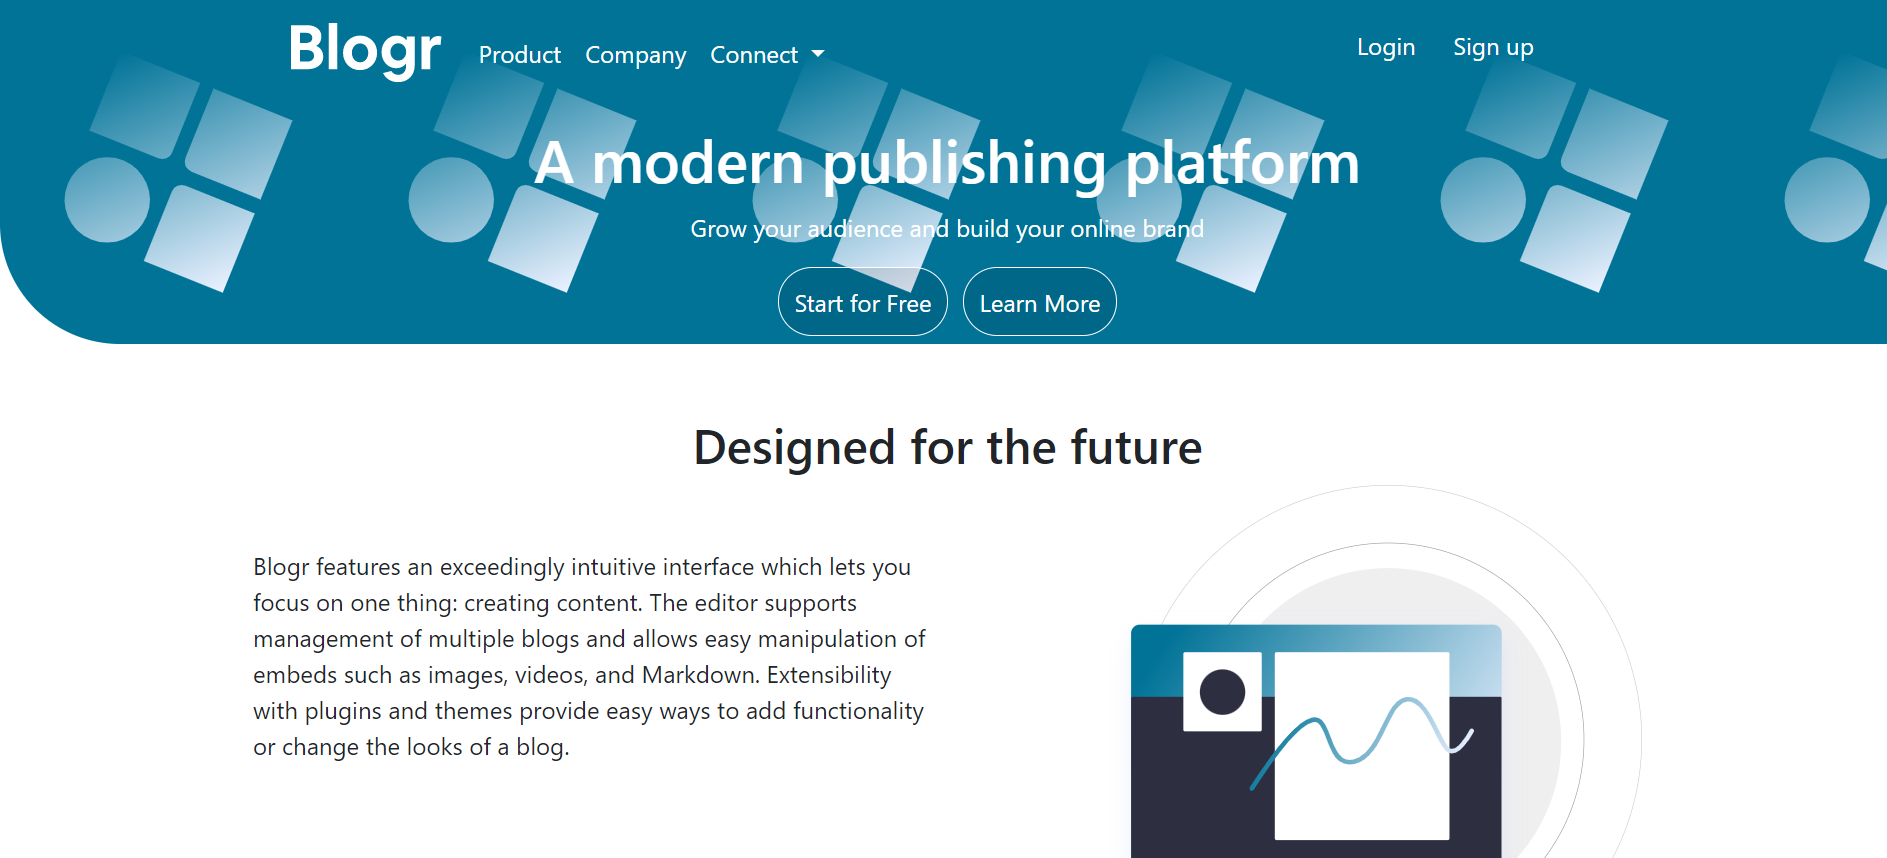 Blogr Product Company Connect Login Sign up
A modern publishing platform
Grow your audience and build your online brand
Start for Free Learn More
Designed for the future
Blogr features an exceedingly intuitive interface which lets you
focus on one thing: creating content. The editor supports
management of multiple blogs and allows easy manipulation of
embeds such as images, videos, and Markdown. Extensibility
with plugins and themes provide easy ways to add functionality
or change the looks of a blog.